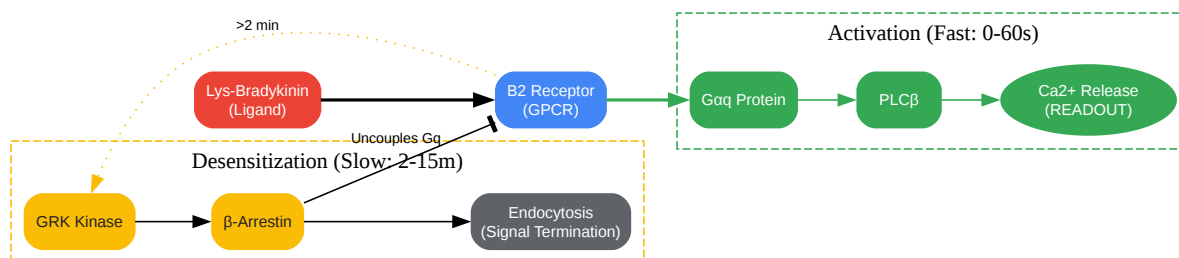 >2 min
Activation (Fast: 0-60s)
Lys-Bradykinin
(Ligand)
B2 Receptor
(GPCR)
Gαq Protein
PLCβ
Ca2+ Release
(READOUT)
Uncouples Gq
Desensitization (Slow: 2-15m)
GRK Kinase
β-Arrestin
Endocytosis
(Signal Termination)